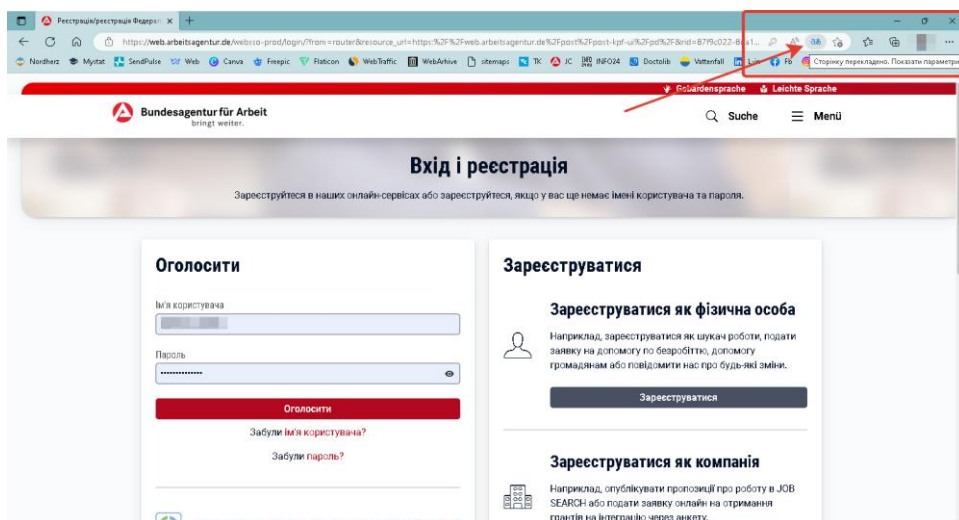 Реєстрація/реєстрація Федерал
https://web.arbeitsagentur.de/websso-prod/login/?from=router&resource_url=https:%2F%2Fweb.arbeitsagentur.de%2Fpost%2Fpost-kpf-ui%2Fpd%2F&rid=
Nordherz Mystat SendPulse Web Canva Freepic Flaticon WebTraffic WebArhive sitemaps TK JC INFO24 Doctolib Vattenfall Fb
Сторінку перекладено. Показати параметри
Gebärdensprache Leichte Sprache
Bundesagentur für Arbeit
bringt weiter.
Suche Menü
Вхід і реєстрація
Зареєструйтеся в наших онлайн-сервісах або зареєструйтеся, якщо у вас ще немає імені користувача та пароля.
Оголосити
Ім'я користувача
Пароль
Оголосити
Забули ім'я користувача?
Забули пароль?
Зареєструватися
Зареєструватися як фізична особа
Наприклад, зареєструватися як шукач роботи, подати
заявку на допомогу по безробіттю, допомогу
громадянам або повідомити нас про будь-які зміни.
Зареєструватися
Зареєструватися як компанія
Наприклад, опублікувати пропозиції про роботу в JOB
SEARCH або подати заявку онлайн на отримання
грантів на інтеграцію через анкету.